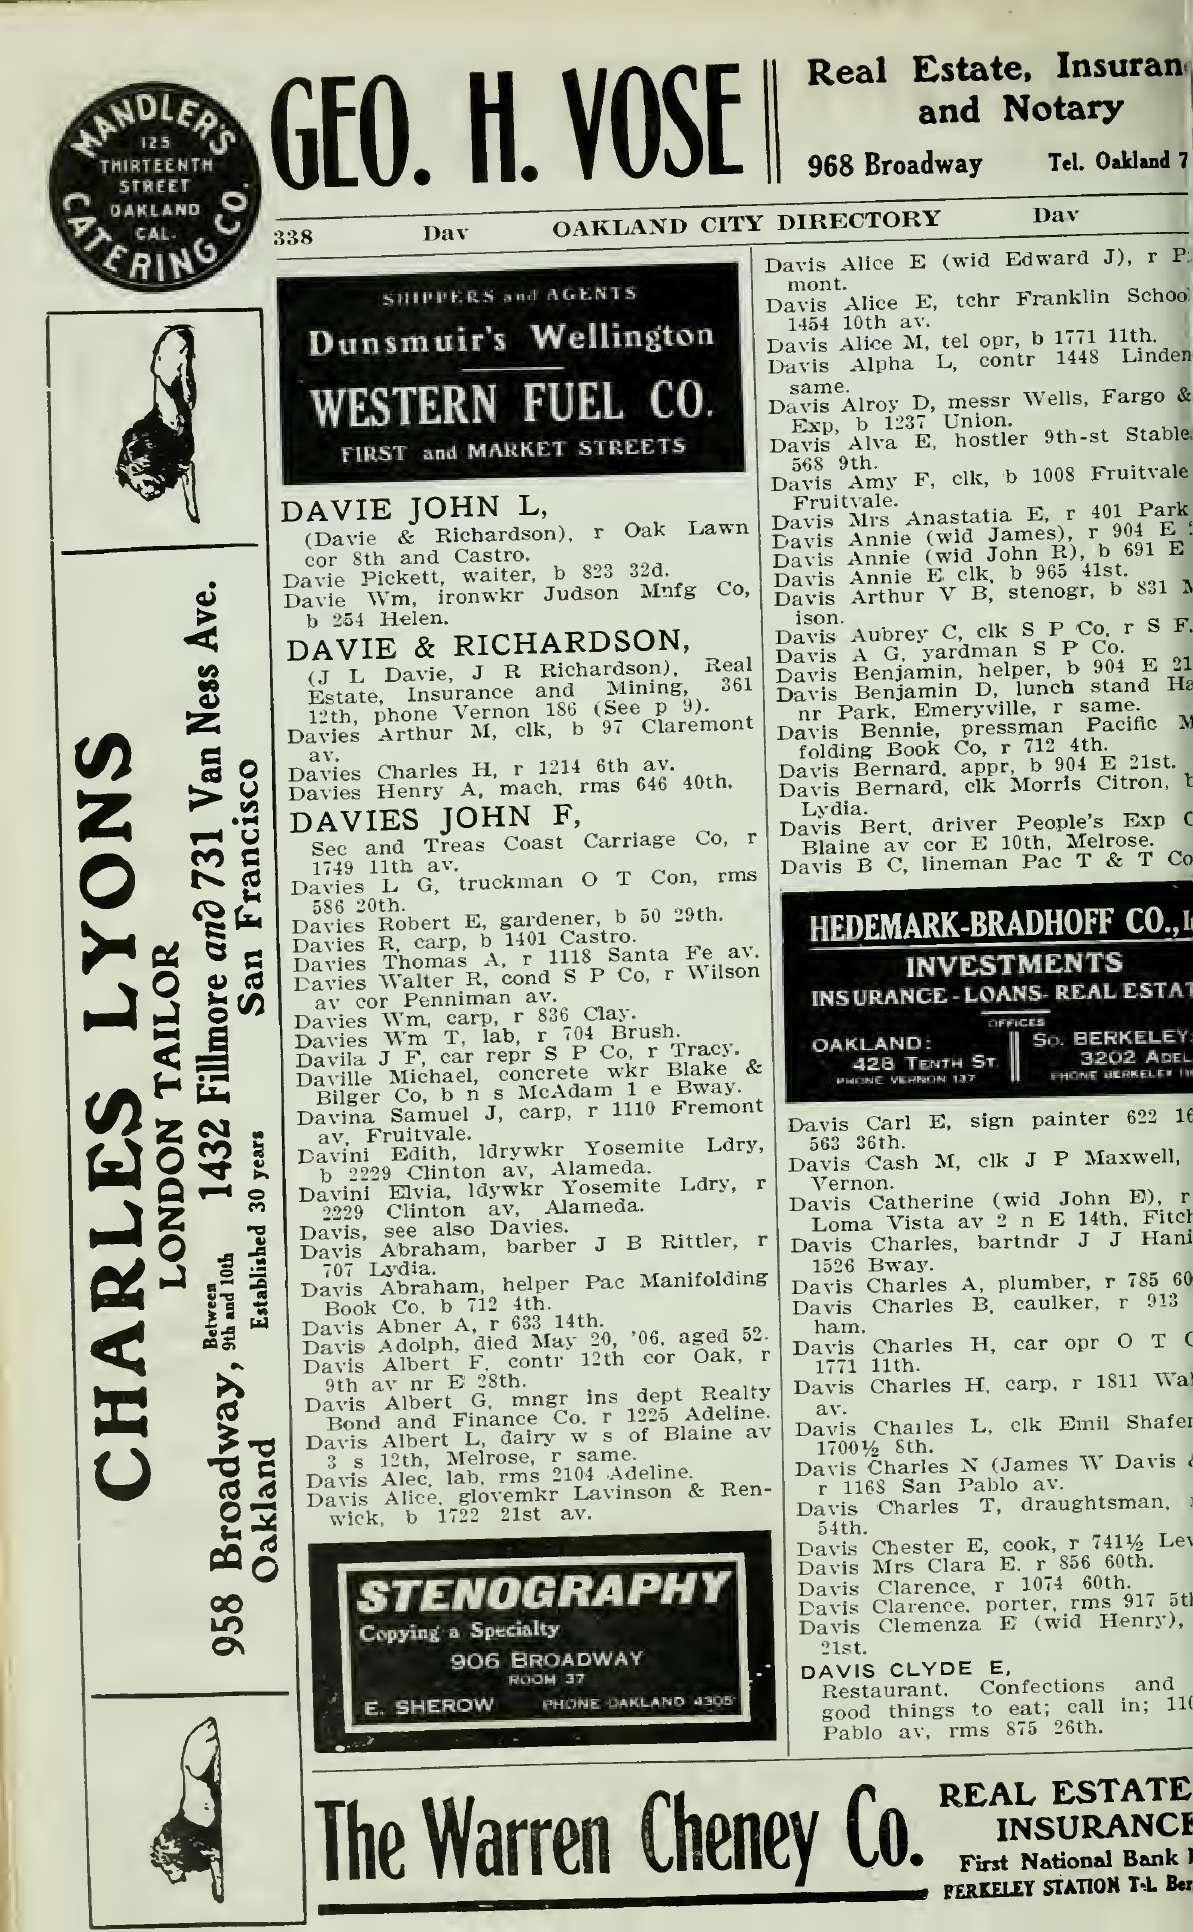 MANDLER'S
125
THIRTEENTH
STREET
OAKLAND
CAL.
CATERING CO.
GEO. H. VOSE
Real Estate, Insuran
and Notary
968 Broadway Tel. Oakland 7
338 Dav OAKLAND CITY DIRECTORY Dav
CHARLES LYONS
LONDON TAILOR
958 Broadway, Between 9th and 10th 1432 Fillmore and 731 Van Ness Ave.
Oakland Established 30 years San Francisco
SHIPPERS and AGENTS
Dunsmuir's Wellington
WESTERN FUEL CO.
FIRST and MARKET STREETS
DAVIE JOHN L,
(Davie & Richardson), r Oak Lawn
cor 8th and Castro.
Davie Pickett, waiter, b 823 32d.
Davie Wm, ironwkr Judson Mnfg Co,
b 254 Helen.
DAVIE & RICHARDSON,
(J L Davie, J R Richardson), Real
Estate, Insurance and Mining, 361
12th, phone Vernon 186 (See p 9).
Davies Arthur M, clk, b 97 Claremont
av.
Davies Charles H, r 1214 6th av.
Davies Henry A, mach, rms 646 40th.
DAVIES JOHN F,
Sec and Treas Coast Carriage Co, r
1749 11th av.
Davies L G, truckman O T Con, rms
586 20th.
Davies Robert E, gardener, b 50 29th.
Davies R, carp, b 1401 Castro.
Davies Thomas A, r 1118 Santa Fe av.
Davies Walter R, cond S P Co, r Wilson
av cor Penniman av.
Davies Wm, carp, r 836 Clay.
Davies Wm T, lab, r 704 Brush.
Davila J F, car repr S P Co, r Tracy.
Daville Michael, concrete wkr Blake &
Bilger Co, b n s McAdam 1 e Bway.
Davina Samuel J, carp, r 1110 Fremont
av, Fruitvale.
Davini Edith, ldrywkr Yosemite Ldry,
b 2229 Clinton av, Alameda.
Davini Elvia, ldywkr Yosemite Ldry, r
2229 Clinton av, Alameda.
Davis, see also Davies.
Davis Abraham, barber J B Rittler, r
707 Lydia.
Davis Abraham, helper Pac Manifolding
Book Co, b 712 4th.
Davis Abner A, r 633 14th.
Davis Adolph, died May 20, '06, aged 52.
Davis Albert F, contr 12th cor Oak, r
9th av nr E 28th.
Davis Albert G, mngr ins dept Realty
Bond and Finance Co, r 1225 Adeline.
Davis Albert L, dairy w s of Blaine av
3 s 12th, Melrose, r same.
Davis Alec, lab, rms 2104 Adeline.
Davis Alice, glovemkr Lavinson & Ren-
wick, b 1722 21st av.
STENOGRAPHY
Copying a Specialty
906 BROADWAY
ROOM 37
E. SHEROW PHONE OAKLAND 4305
Davis Alice E (wid Edward J), r P
mont.
Davis Alice E, tchr Franklin Schoo
1454 10th av.
Davis Alice M, tel opr, b 1771 11th.
Davis Alpha L, contr 1448 Linden
same.
Davis Alroy D, messr Wells, Fargo &
Exp, b 1237 Union.
Davis Alva E, hostler 9th-st Stable
568 9th.
Davis Amy F, clk, b 1008 Fruitvale
Fruitvale.
Davis Mrs Anastatia E, r 401 Park
Davis Annie (wid James), r 904 E
Davis Annie (wid John R), b 691 E
Davis Annie E clk, b 965 41st.
Davis Arthur V B, stenogr, b 831 M
ison.
Davis Aubrey C, clk S P Co, r S F.
Davis A G, yardman S P Co.
Davis Benjamin, helper, b 904 E 21
Davis Benjamin D, lunch stand Ha
nr Park, Emeryville, r same.
Davis Bennie, pressman Pacific M
folding Book Co, r 712 4th.
Davis Bernard, appr, b 904 E 21st.
Davis Bernard, clk Morris Citron, b
Lydia.
Davis Bert, driver People's Exp C
Blaine av cor E 10th, Melrose.
Davis B C, lineman Pac T & T Co
HEDEMARK-BRADHOFF CO.,
INVESTMENTS
INSURANCE-LOANS-REAL ESTAT
OFFICES
OAKLAND: SO. BERKELEY:
428 TENTH ST. 3202 ADEL
PHONE VERNON 137 PHONE BERKELEY
Davis Carl E, sign painter 622 16
563 36th.
Davis Cash M, clk J P Maxwell,
Vernon.
Davis Catherine (wid John E), r
Loma Vista av 2 n E 14th, Fitch
Davis Charles, bartndr J J Hani
1526 Bway.
Davis Charles A, plumber, r 785 60
Davis Charles B, caulker, r 913
ham.
Davis Charles H, car opr O T C
1771 11th.
Davis Charles H, carp, r 1811 Wal
av.
Davis Challes L, clk Emil Shafer
1700½ 8th.
Davis Charles N (James W Davis &
r 1168 San Pablo av.
Davis Charles T, draughtsman,
54th.
Davis Chester E, cook, r 741½ Lev
Davis Mrs Clara E, r 856 60th.
Davis Clarence, r 1074 60th.
Davis Clarence, porter, rms 917 5th
Davis Clemenza E (wid Henry),
21st.
DAVIS CLYDE E,
Restaurant, Confections and
good things to eat; call in; 110
Pablo av, rms 875 26th.
The Warren Cheney Co.
REAL ESTATE
INSURANCE
First National Bank
BERKELEY STATION T-L Ber